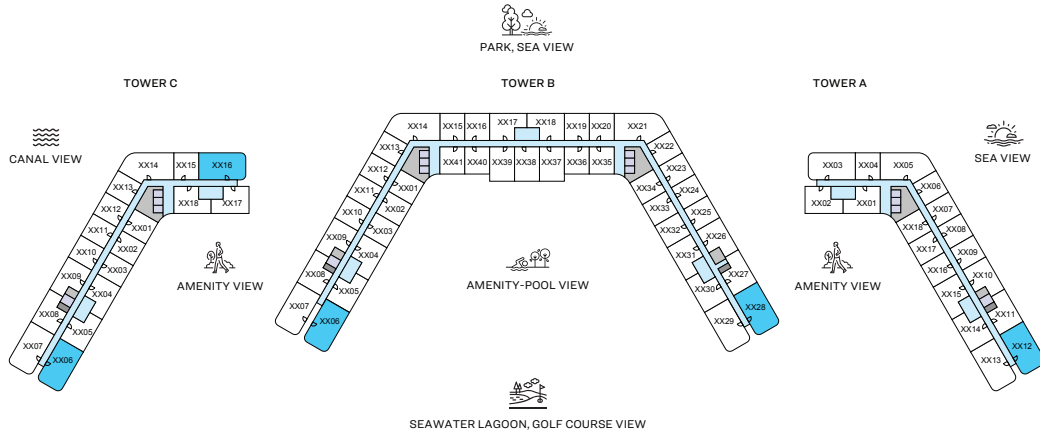 PARK, SEA VIEW
TOWER C
TOWER B
TOWER A
CANAL VIEW
SEA VIEW
XX14
XX15
XX16
XX13
XX12
XX11
XX10
XX09
XX08
XX07
XX06
XX05
XX04
XX03
XX02
XX01
XX18
XX17
XX14
XX15
XX16
XX17
XX18
XX19
XX20
XX21
XX13
XX12
XX11
XX10
XX09
XX08
XX07
XX06
XX04
XX03
XX02
XX01
XX41
XX40
XX39
XX38
XX37
XX36
XX35
XX22
XX23
XX24
XX25
XX26
XX27
XX28
XX29
XX30
XX31
XX32
XX33
XX34
XX03
XX04
XX05
XX02
XX01
XX06
XX07
XX08
XX09
XX10
XX11
XX12
XX13
XX14
XX15
XX16
XX17
XX18
AMENITY VIEW
AMENITY-POOL VIEW
AMENITY VIEW
SEAWATER LAGOON, GOLF COURSE VIEW